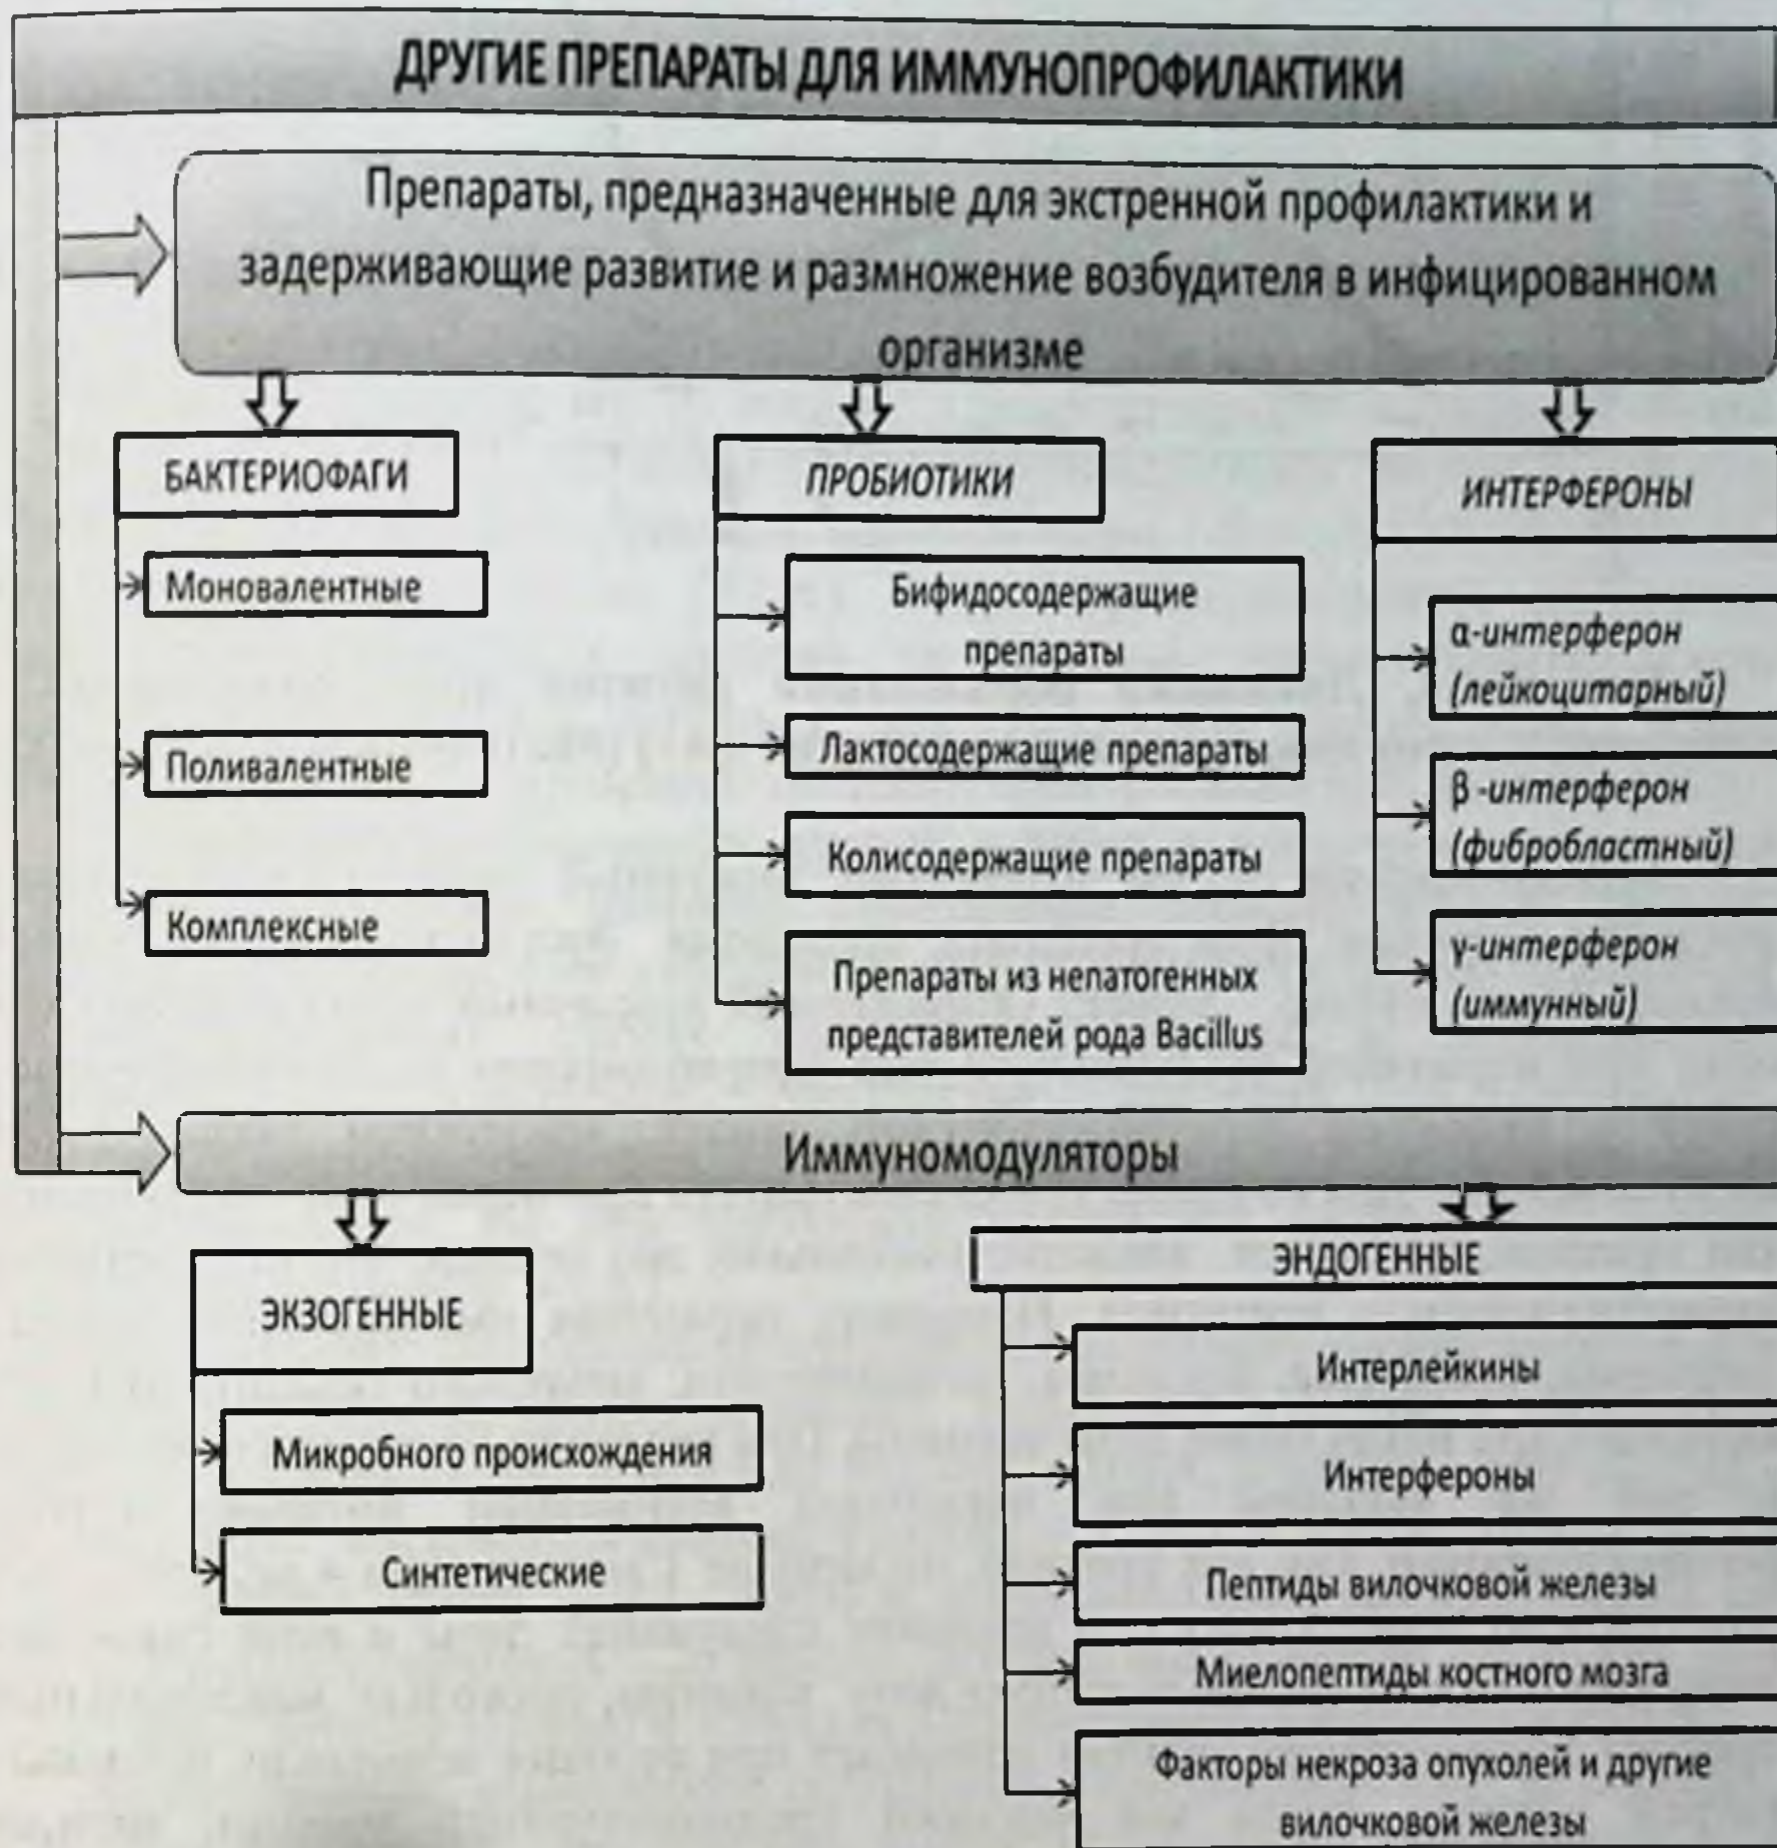 ДРУГИЕ ПРЕПАРАТЫ ДЛЯ ИММУНОПРОФИЛАКТИКИ
Препараты, предназначенные для экстренной профилактики и
задерживающие развитие и размножение возбудителя в инфицированном
организме
БАКТЕРИОФАГИ
Моновалентные
Поливалентные
Комплексные
ПРОБИОТИКИ
Бифидосодержащие
препараты
Лактосодержащие препараты
Колисодержащие препараты
Препараты из непатогенных
представителей рода Bacillus
ИНТЕРФЕРОНЫ
α-интерферон
(лейкоцитарный)
β -интерферон
(фибробластный)
γ-интерферон
(иммунный)
Иммуномодуляторы
ЭКЗОГЕННЫЕ
Микробного происхождения
Синтетические
ЭНДОГЕННЫЕ
Интерлейкины
Интерфероны
Пептиды вилочковой железы
Миелопептиды костного мозга
Факторы некроза опухолей и другие
вилочковой железы